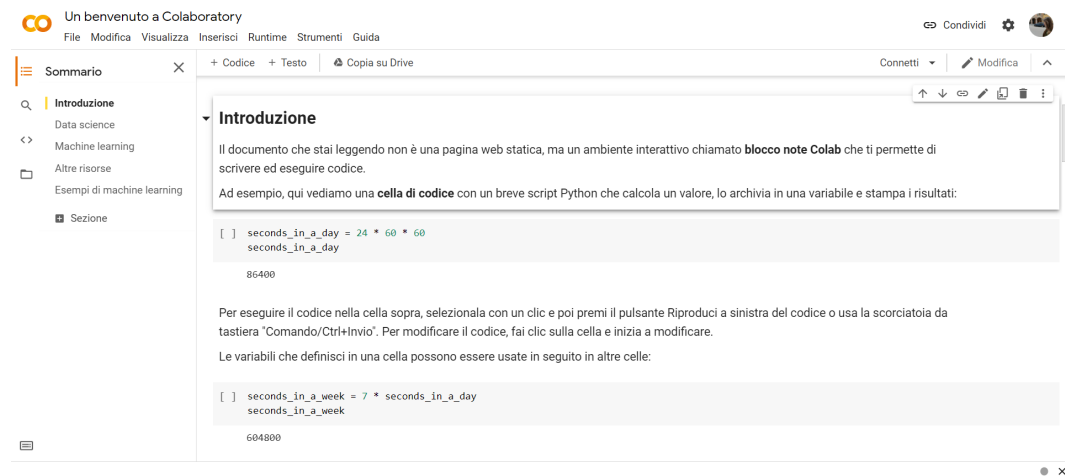 Un benvenuto a Colaboratory
File Modifica Visualizza Inserisci Runtime Strumenti Guida
Condividi
Sommario
Introduzione
Data science
Machine learning
Altre risorse
Esempi di machine learning
Sezione
+ Codice + Testo Copia su Drive
Connetti Modifica
Introduzione
Il documento che stai leggendo non è una pagina web statica, ma un ambiente interattivo chiamato blocco note Colab che ti permette di
scrivere ed eseguire codice.
Ad esempio, qui vediamo una cella di codice con un breve script Python che calcola un valore, lo archivia in una variabile e stampa i risultati:
[ ] seconds_in_a_day = 24 * 60 * 60
seconds_in_a_day
86400
Per eseguire il codice nella cella sopra, selezionala con un clic e poi premi il pulsante Riproduci a sinistra del codice o usa la scorciatoia da
tastiera "Comando/Ctrl+Invio". Per modificare il codice, fai clic sulla cella e inizia a modificare.
Le variabili che definisci in una cella possono essere usate in seguito in altre celle:
[ ] seconds_in_a_week = 7 * seconds_in_a_day
seconds_in_a_week
604800